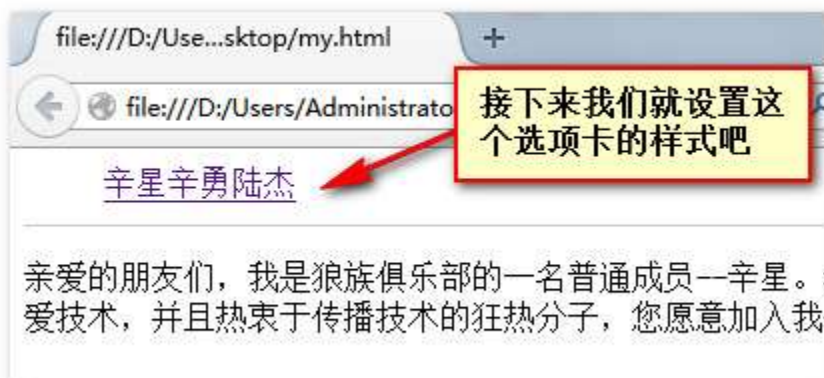 file:///D:/Use...sktop/my.html
+
file:///D:/Users/Administrato
接下来我们就设置这
个选项卡的样式吧
辛星辛勇陆杰
亲爱的朋友们，我是狼族俱乐部的一名普通成员--辛星。
爱技术，并且热衷于传播技术的狂热分子，您愿意加入我